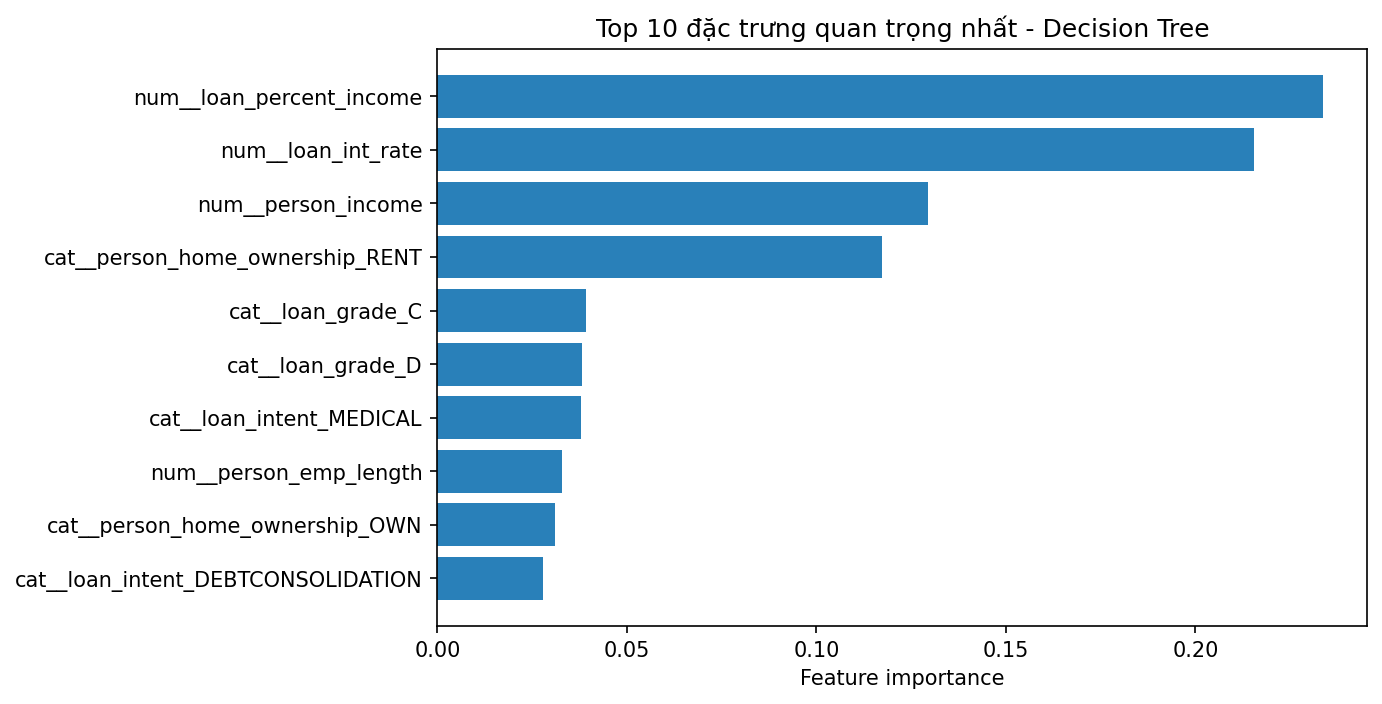 Top 10 đặc trưng quan trọng nhất - Decision Tree
num__loan_percent_income
num__loan_int_rate
num__person_income
cat__person_home_ownership_RENT
cat__loan_grade_C
cat__loan_grade_D
cat__loan_intent_MEDICAL
num__person_emp_length
cat__person_home_ownership_OWN
cat__loan_intent_DEBTCONSOLIDATION
0.00 0.05 0.10 0.15 0.20
Feature importance